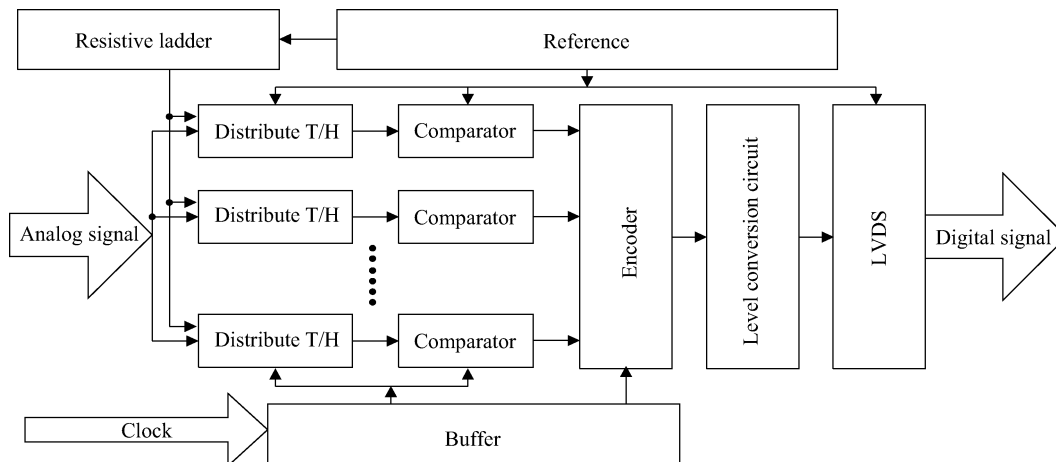 Resistive ladder
Reference
Distribute T/H
Comparator
Distribute T/H
Comparator
Analog signal
Encoder
Level conversion circuit
LVDS
Digital signal
Distribute T/H
Comparator
Clock
Buffer